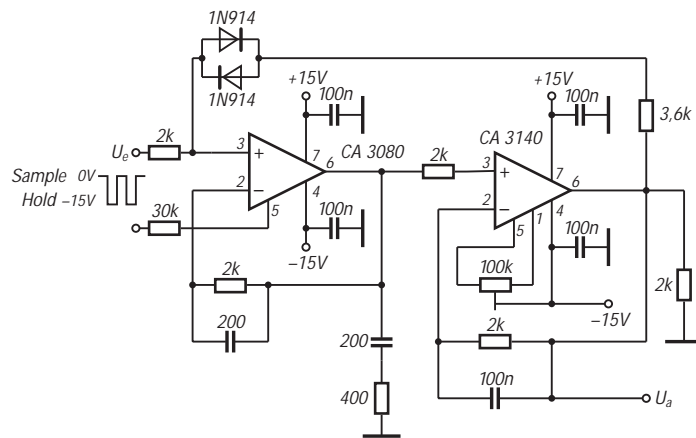 1N914
1N914
+15V
100n
+15V
100n
3,6k
Ue
2k
3
+
7
CA 3080
6
2k
3
+
7
CA 3140
6
Sample 0V
Hold –15V
2
–
4
5
30k
100n
–15V
2
–
4
1
5
100n
100k
2k
–15V
2k
200
200
2k
400
100n
Ua